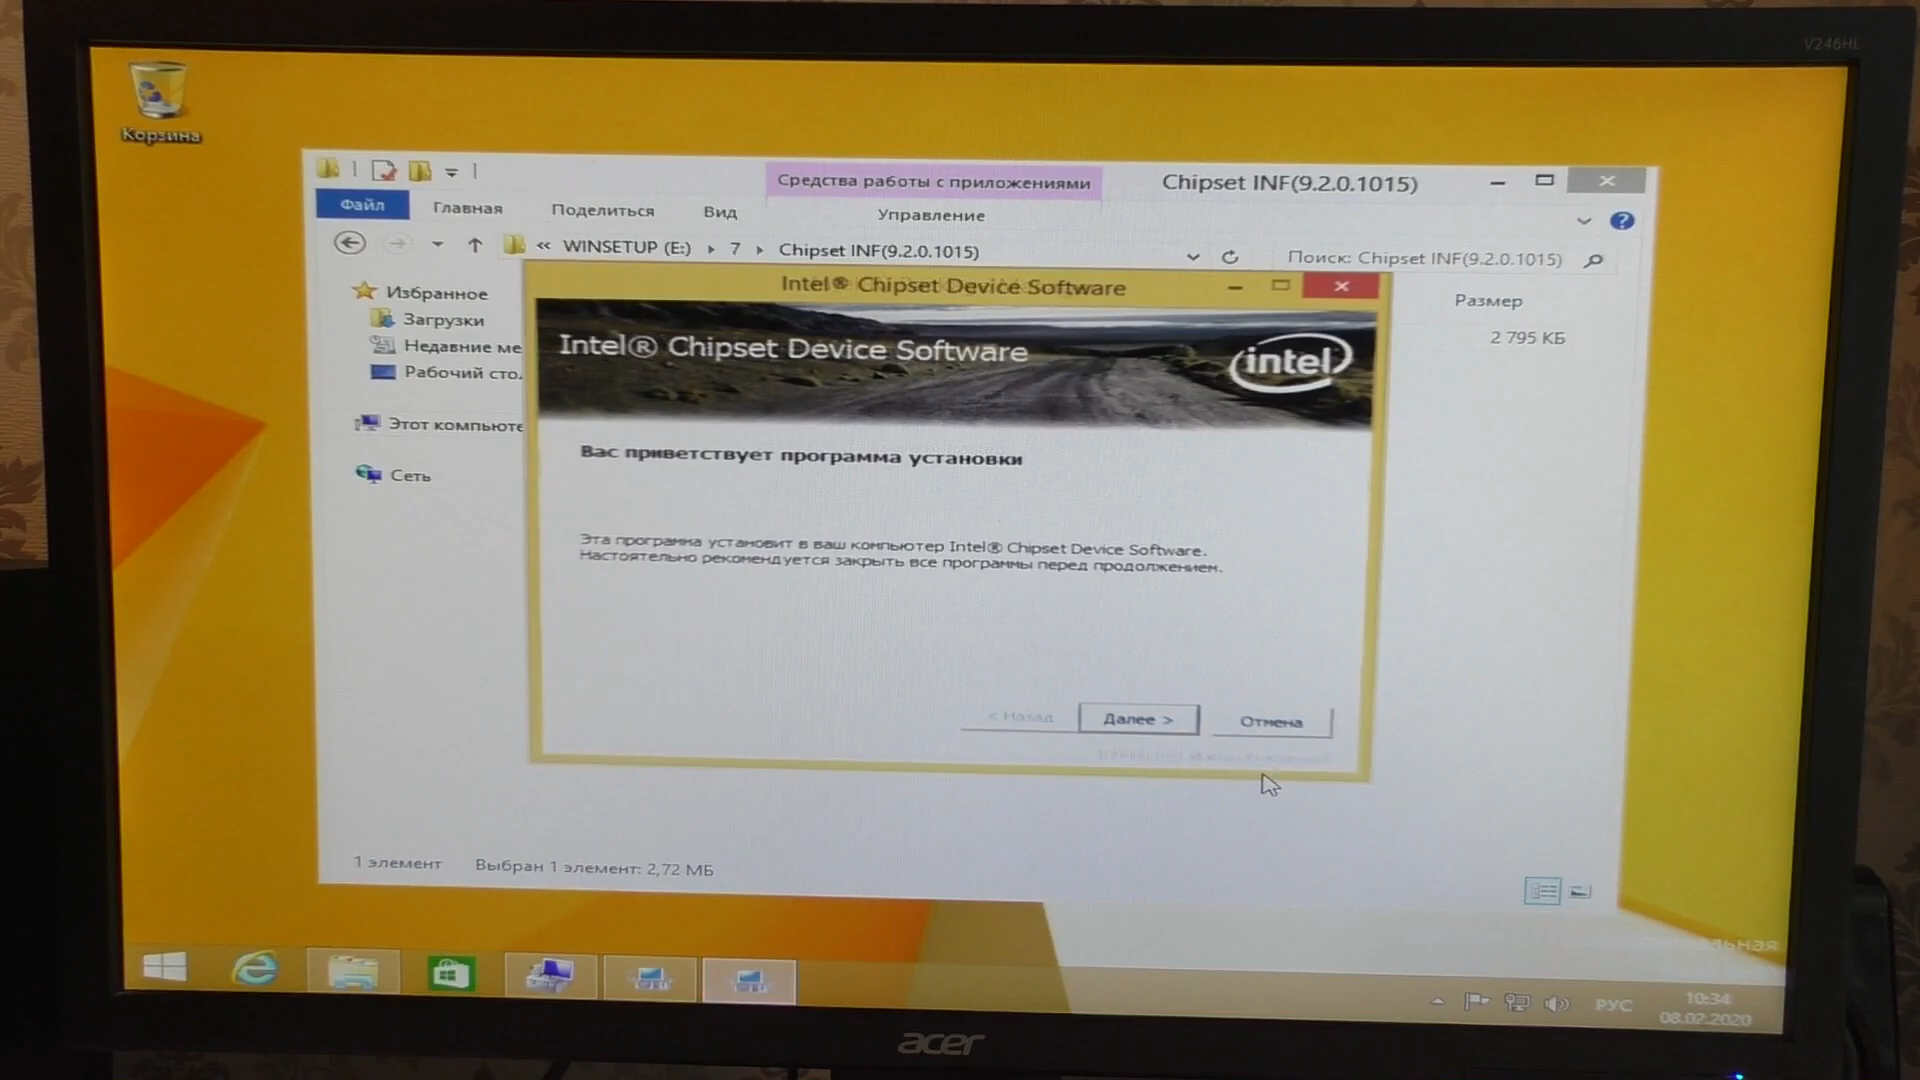 V246HL
Корзина
Средства работы с приложениями
Chipset INF(9.2.0.1015)
Файл
Главная
Поделиться
Вид
Управление
« WINSETUP (E:) ▸ 7 ▸ Chipset INF(9.2.0.1015)
Поиск: Chipset INF(9.2.0.1015)
Избранное
Загрузки
Недавние ме
Рабочий сто
Этот компьюте
Сеть
Размер
2 795 КБ
Intel® Chipset Device Software
Intel® Chipset Device Software
intel
Вас приветствует программа установки
Эта программа установит в ваш компьютер Intel® Chipset Device Software.
Настоятельно рекомендуется закрыть все программы перед продолжением.
< Назад
Далее >
Отмена
1 элемент
Выбран 1 элемент: 2,72 МБ
РУС
10:34
08.02.2020
acer